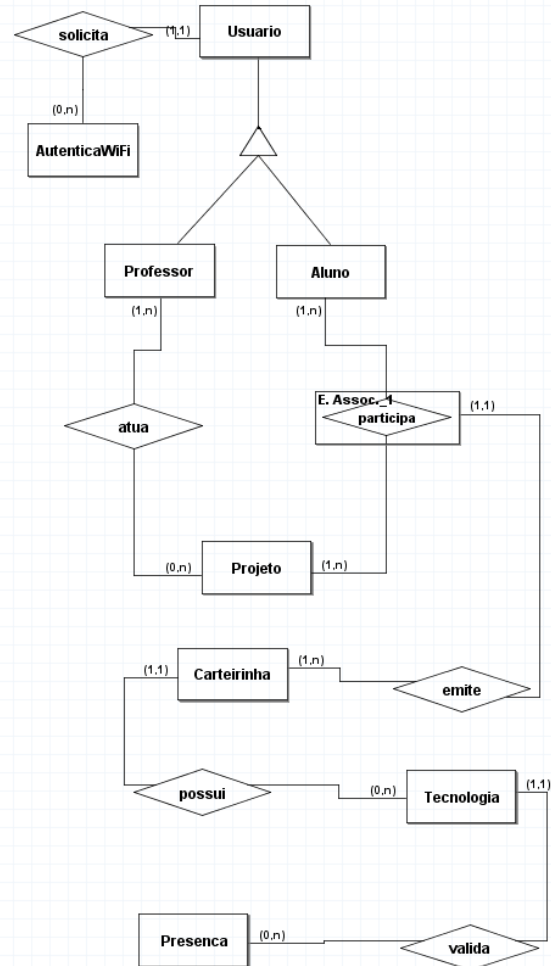 solicita
(1,1)
Usuario
(0,n)
AutenticaWiFi
Professor
Aluno
(1,n)
(1,n)
E. Assoc._1
participa
(1,1)
atua
(0,n)
Projeto
(1,n)
(1,1)
Carteirinha
(1,n)
emite
possui
(0,n)
Tecnologia
(1,1)
Presenca
(0,n)
valida